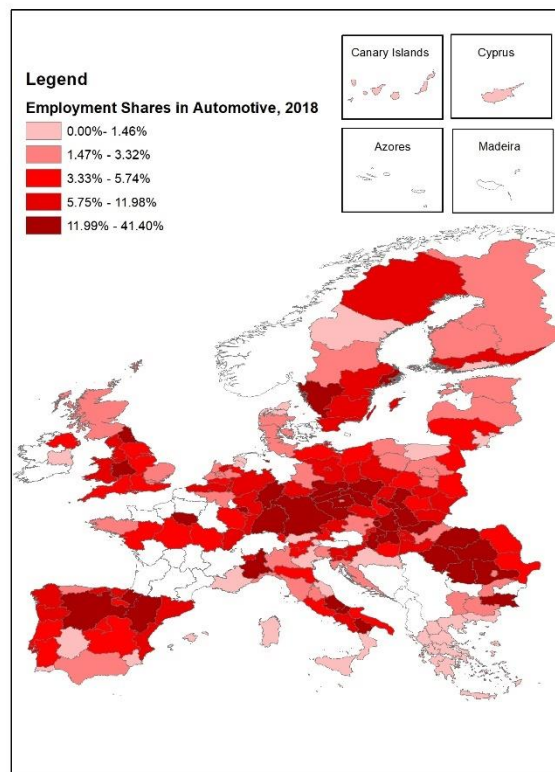 Canary Islands
Cyprus
Legend
Employment Shares in Automotive, 2018
0.00%- 1.46%
1.47% - 3.32%
3.33% - 5.74%
5.75% - 11.98%
11.99% - 41.40%
Azores
Madeira